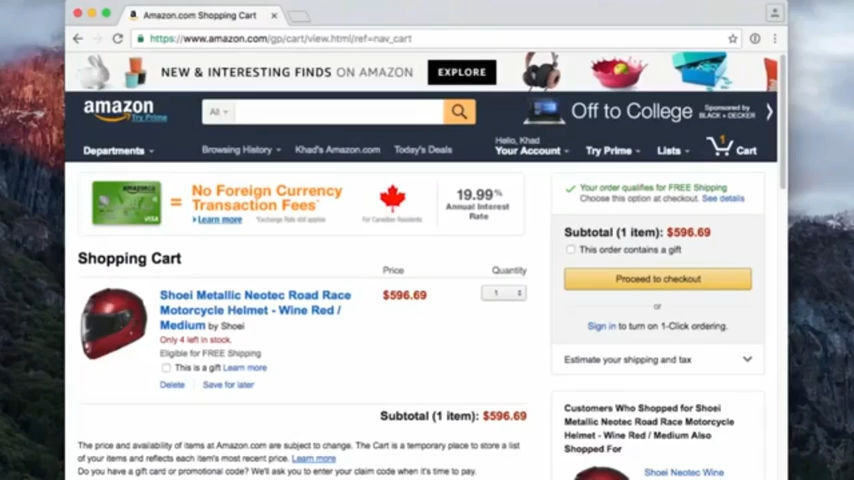 Amazon.com Shopping Cart
https://www.amazon.com/gp/cart/view.html/ref=nav_cart
NEW & INTERESTING FINDS ON AMAZON
EXPLORE
amazon
Try Prime
All
Off to College
Sponsored by
BLACK + DECKER
Departments
Browsing History
Khad's Amazon.com
Today's Deals
Hello, Khad
Your Account
Try Prime
Lists
1
Cart
amazon
VISA
= No Foreign Currency
Transaction Fees*
Learn more
*Exchange Rate still applies
For Canadian Residents
19.99%
Annual Interest
Rate
Your order qualifies for FREE Shipping
Choose this option at checkout. See details
Subtotal (1 item): $596.69
This order contains a gift
Proceed to checkout
or
Sign in to turn on 1-Click ordering.
Estimate your shipping and tax
Shopping Cart
Price
Quantity
Shoei Metallic Neotec Road Race
Motorcycle Helmet - Wine Red /
Medium by Shoei
$596.69
1
Only 4 left in stock.
Eligible for FREE Shipping
This is a gift Learn more
Delete
Save for later
Subtotal (1 item): $596.69
The price and availability of items at Amazon.com are subject to change. The Cart is a temporary place to store a list
of your items and reflects each item's most recent price. Learn more
Do you have a gift card or promotional code? We'll ask you to enter your claim code when it's time to pay.
Customers Who Shopped for Shoei
Metallic Neotec Road Race Motorcycle
Helmet - Wine Red / Medium Also
Shopped For
Shoei Neotec Wine